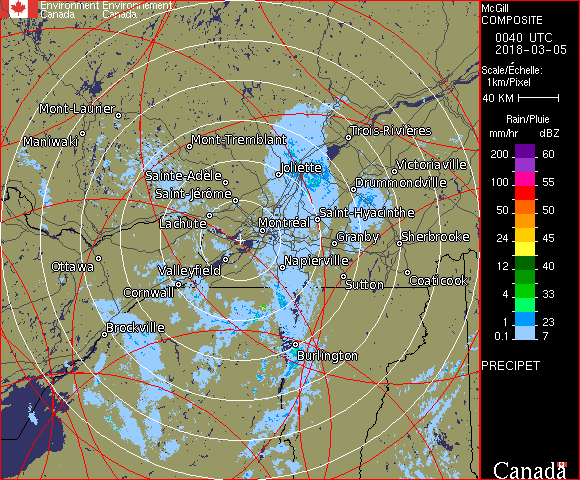 Environment Environnement
Canada Canada
McGill
COMPOSITE
0040 UTC
2018-03-05
Scale/Échelle:
1km/Pixel
40 KM
Rain/Pluie
mm/hr dBZ
200 60
100 55
50 50
24 45
12 40
4 33
1 23
0.1 7
PRECIPET
Canada
Mont-Laurier
Maniwaki
Mont-Tremblant
Trois-Rivières
Joliette
Victoriaville
Sainte-Adèle
Drummondville
Saint-Jérôme
Lachute
Saint-Hyacinthe
Montréal
Granby
Sherbrooke
Ottawa
Valleyfield
Napierville
Cornwall
Sutton
Coaticook
Brockville
Burlington